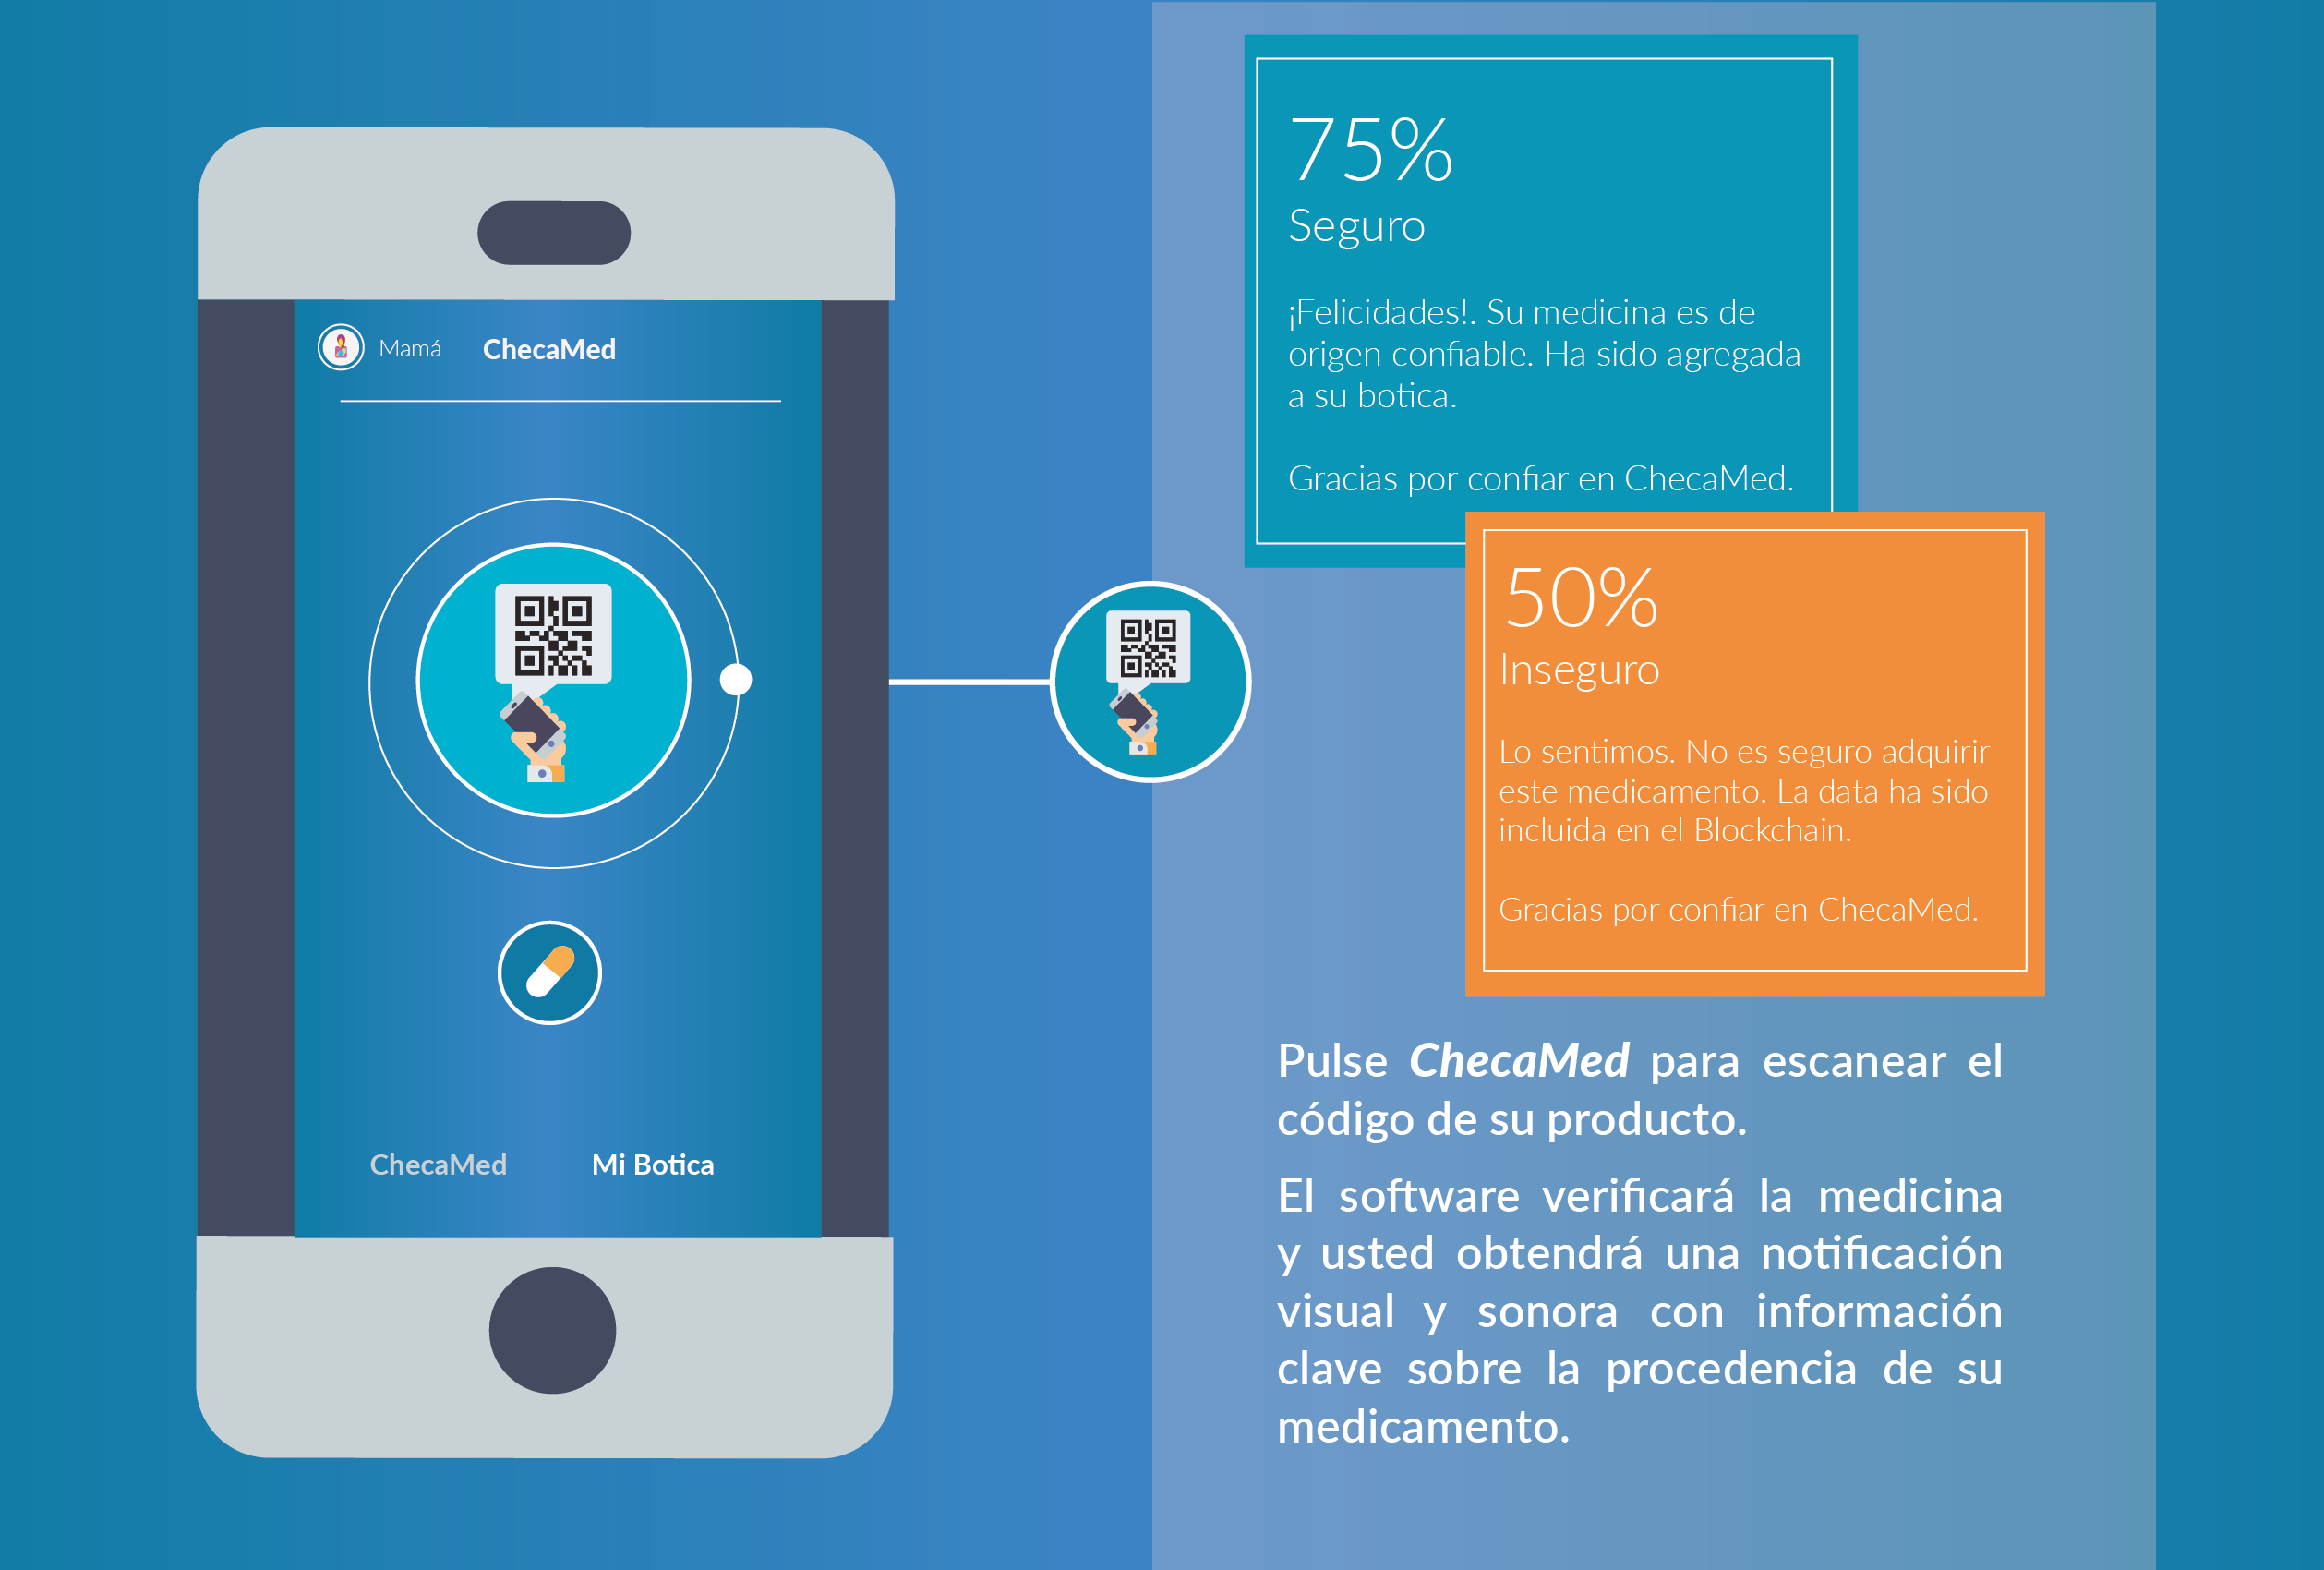 Mamá ChecaMed
ChecaMed Mi Botica
75%
Seguro
¡Felicidades!. Su medicina es de
origen confiable. Ha sido agregada
a su botica.
Gracias por confiar en ChecaMed.
50%
Inseguro
Lo sentimos. No es seguro adquirir
este medicamento. La data ha sido
incluida en el Blockchain.
Gracias por confiar en ChecaMed.
Pulse ChecaMed para escanear el
código de su producto.
El software verificará la medicina
y usted obtendrá una notificación
visual y sonora con información
clave sobre la procedencia de su
medicamento.